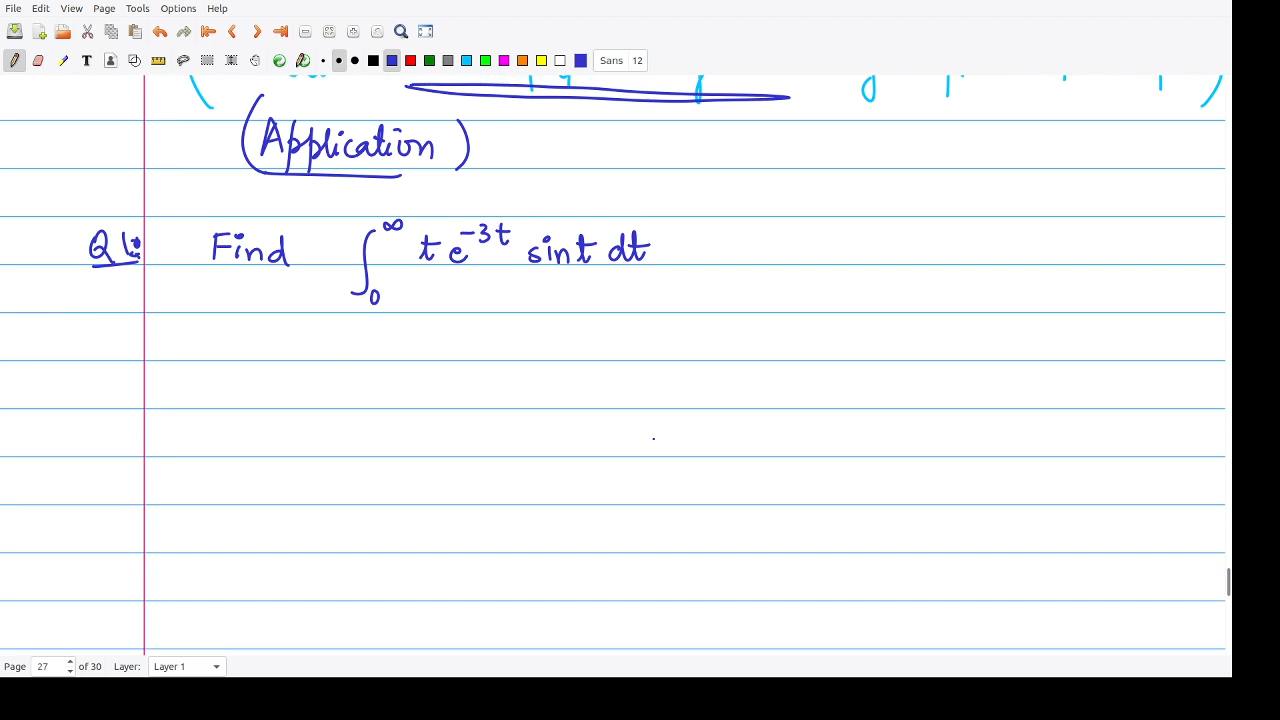 File Edit View Page Tools Options Help
Sans 12
(Application)
Q1: Find ∫₀^∞ t e^{-3t} sint dt
Page 27 of 30 Layer: Layer 1